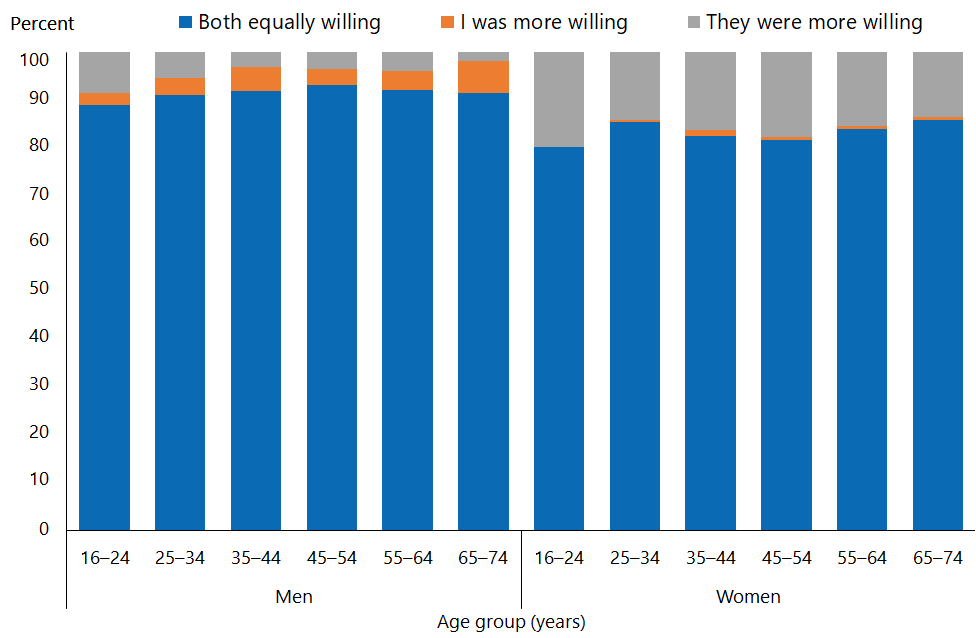 Percent
Both equally willing I was more willing They were more willing
100
90
80
70
60
50
40
30
20
10
0
16–24 25–34 35–44 45–54 55–64 65–74 16–24 25–34 35–44 45–54 55–64 65–74
Men Women
Age group (years)